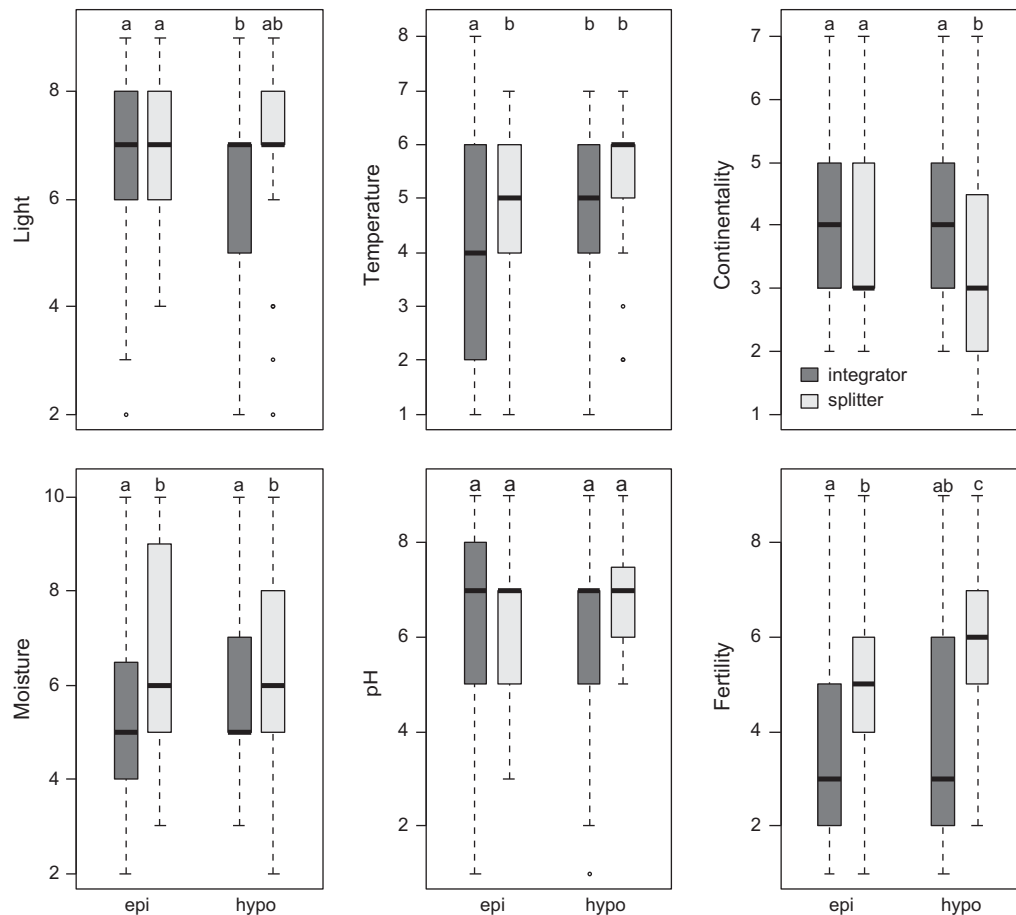 a a b ab
8
6
4
2
Light
a b b b
8
7
6
5
4
3
2
1
Temperature
a a a b
7
6
5
4
3
2
1
Continentality
integrator
splitter
a b a b
10
8
6
4
2
Moisture
epi hypo
a a a a
8
6
4
2
pH
epi hypo
a b ab c
8
6
4
2
Fertility
epi hypo